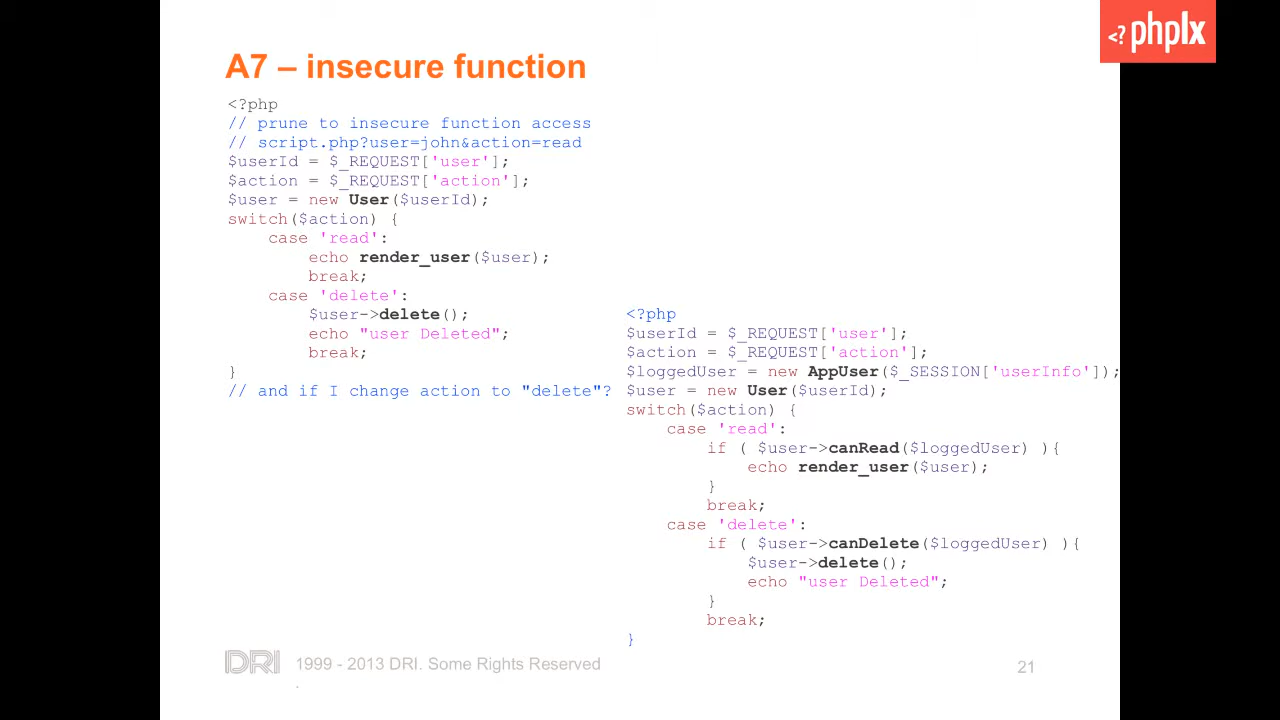 <? phplx
A7 – insecure function
<?php
// prune to insecure function access
// script.php?user=john&action=read
$userId = $_REQUEST['user'];
$action = $_REQUEST['action'];
$user = new User($userId);
switch($action) {
    case 'read':
        echo render_user($user);
        break;
    case 'delete':
        $user->delete();
        echo "user Deleted";
        break;
}
// and if I change action to "delete"?
<?php
$userId = $_REQUEST['user'];
$action = $_REQUEST['action'];
$loggedUser = new AppUser($_SESSION['userInfo']);
$user = new User($userId);
switch($action) {
    case 'read':
        if ( $user->canRead($loggedUser) ){
            echo render_user($user);
        }
        break;
    case 'delete':
        if ( $user->canDelete($loggedUser) ){
            $user->delete();
            echo "user Deleted";
        }
        break;
}
DRI 1999 - 2013 DRI. Some Rights Reserved
.
21